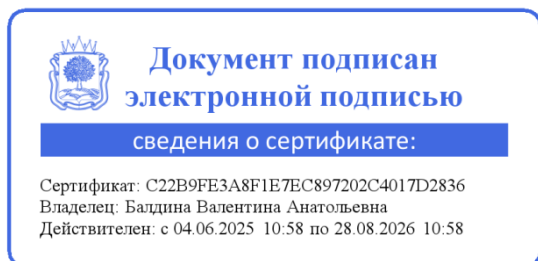 Документ подписан
электронной подписью
сведения о сертификате:
Сертификат: C22B9FE3A8F1E7EC897202C4017D2836
Владелец: Балдина Валентина Анатольевна
Действителен: с 04.06.2025 10:58 по 28.08.2026 10:58